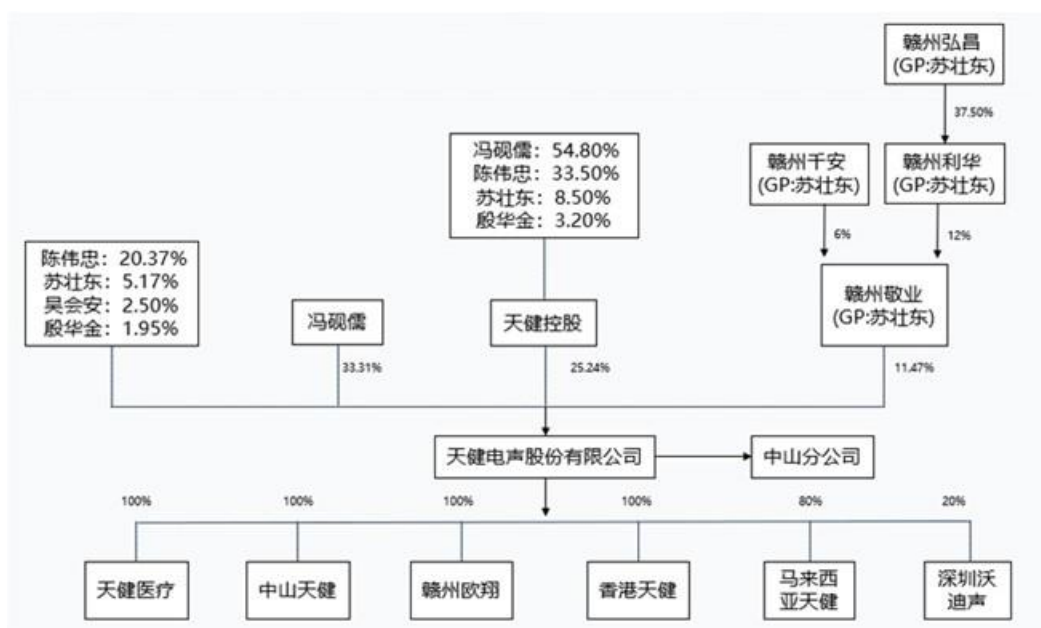 赣州弘昌
(GP:苏壮东)
37.50%
冯砚儒：54.80%
陈伟忠：33.50%
苏壮东：8.50%
殷华金：3.20%
赣州千安
(GP:苏壮东)
赣州利华
(GP:苏壮东)
6%
12%
陈伟忠：20.37%
苏壮东：5.17%
吴会安：2.50%
殷华金：1.95%
冯砚儒
天健控股
赣州敬业
(GP:苏壮东)
33.31%
25.24%
11.47%
天健电声股份有限公司
中山分公司
100%
100%
100%
100%
80%
20%
天健医疗
中山天健
赣州欧翔
香港天健
马来西
亚天健
深圳沃
迪声